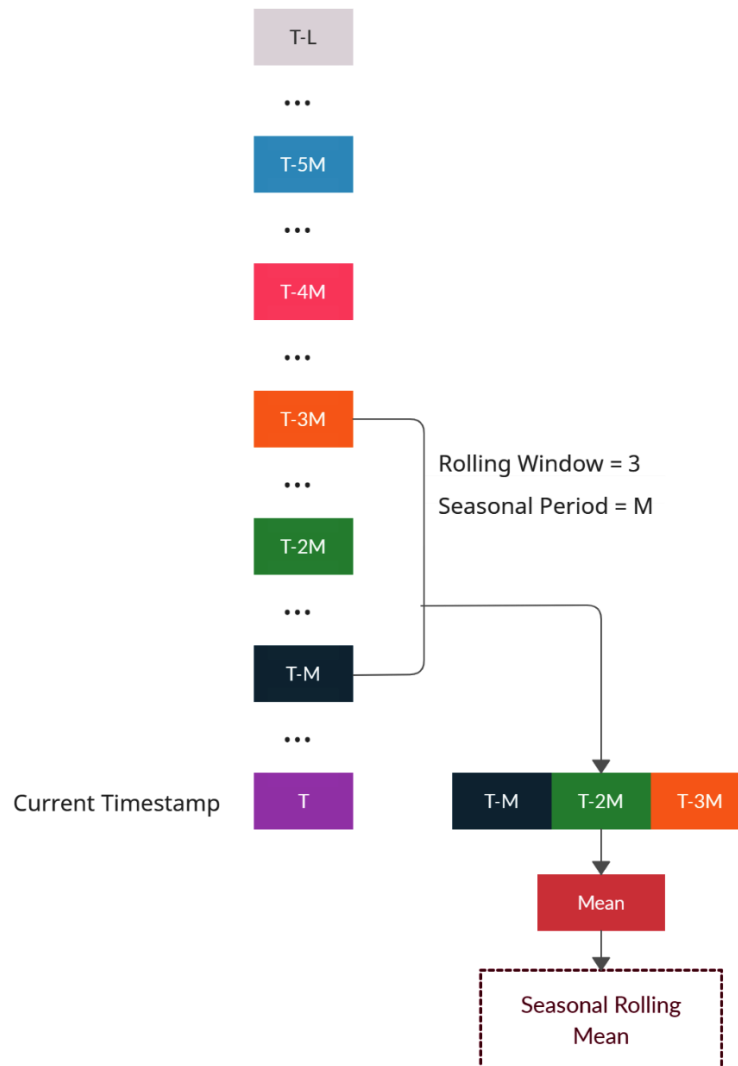 T-L
...
T-5M
...
T-4M
...
T-3M
Rolling Window = 3
...
Seasonal Period = M
T-2M
...
T-M
...
Current Timestamp
T
T-M
T-2M
T-3M
Mean
Seasonal Rolling
Mean